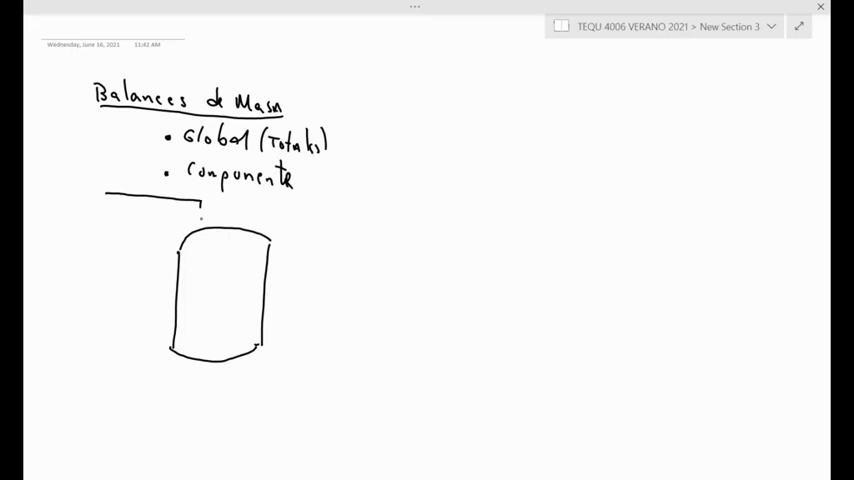 TEQU 4006 VERANO 2021 > New Section 3
Wednesday, June 16, 2021 11:42 AM
Balances de Masa
• Global (Totales)
• Componente